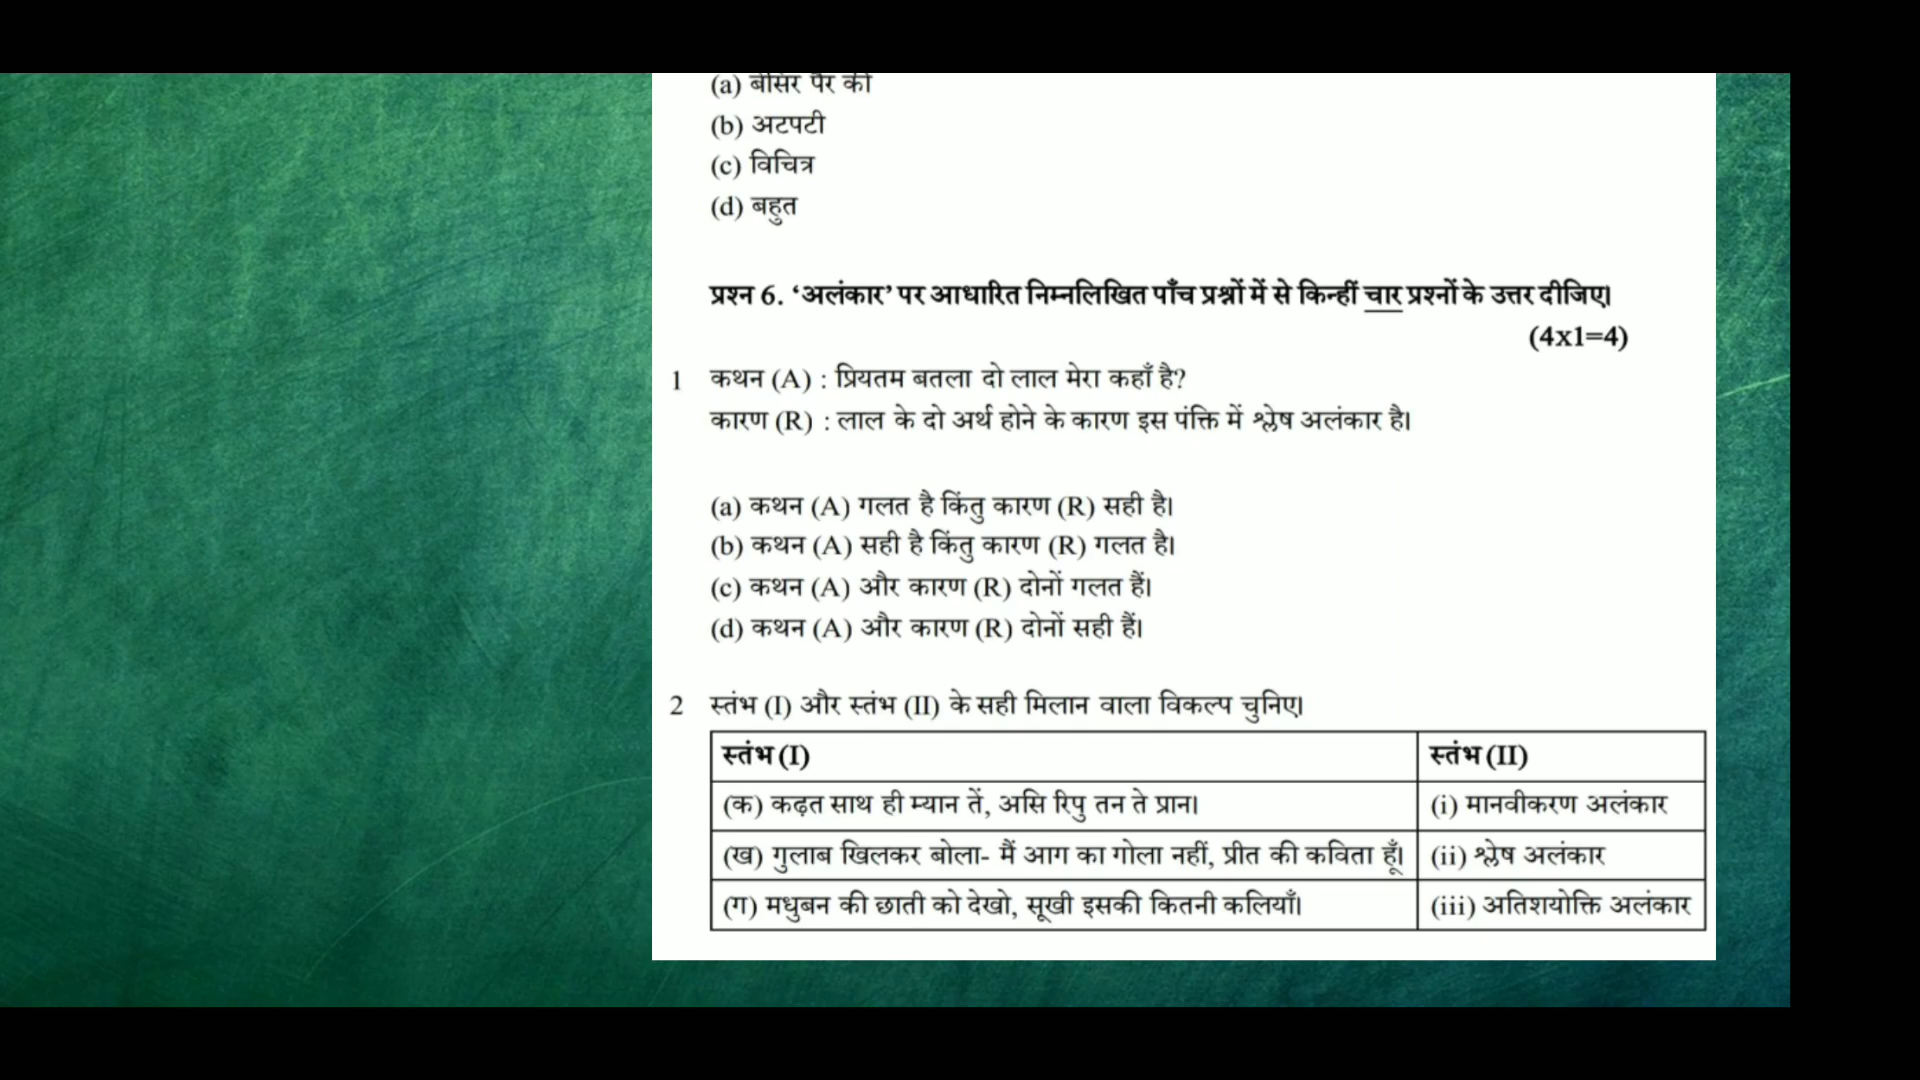 (a) बेसिर पैर की
(b) अटपटी
(c) विचित्र
(d) बहुत
प्रश्न 6. ‘अलंकार’ पर आधारित निम्नलिखित पाँच प्रश्नों में से किन्हीं चार प्रश्नों के उत्तर दीजिए।
(4x1=4)
1 कथन (A) : प्रियतम बतला दो लाल मेरा कहाँ है?
कारण (R) : लाल के दो अर्थ होने के कारण इस पंक्ति में श्लेष अलंकार है।
(a) कथन (A) गलत है किंतु कारण (R) सही है।
(b) कथन (A) सही है किंतु कारण (R) गलत है।
(c) कथन (A) और कारण (R) दोनों गलत हैं।
(d) कथन (A) और कारण (R) दोनों सही हैं।
2 स्तंभ (I) और स्तंभ (II) के सही मिलान वाला विकल्प चुनिए।
स्तंभ (I) स्तंभ (II)
(क) कढ़त साथ ही म्यान तें, असि रिपु तन ते प्रान। (i) मानवीकरण अलंकार
(ख) गुलाब खिलकर बोला- मैं आग का गोला नहीं, प्रीत की कविता हूँ। (ii) श्लेष अलंकार
(ग) मधुबन की छाती को देखो, सूखी इसकी कितनी कलियाँ। (iii) अतिशयोक्ति अलंकार